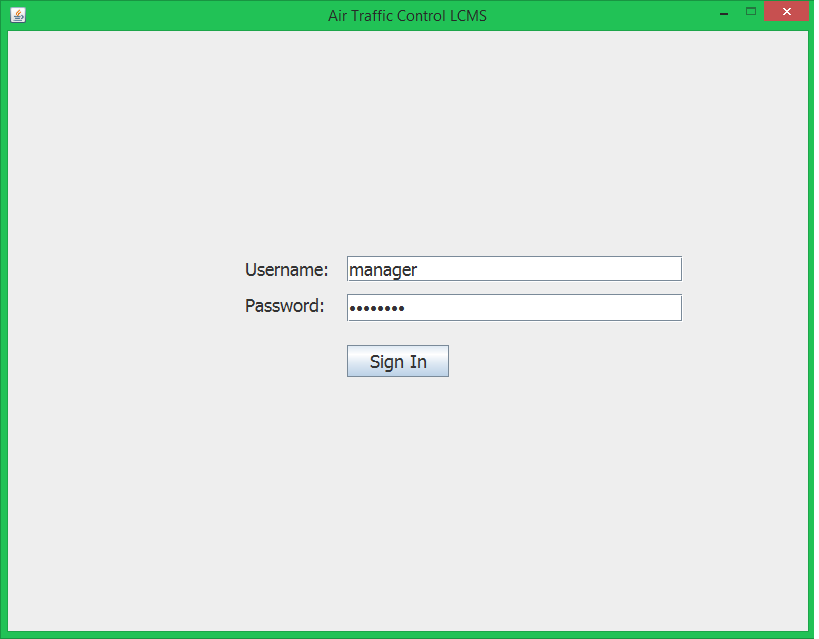 Air Traffic Control LCMS
Username: manager
Password: ••••••••
Sign In